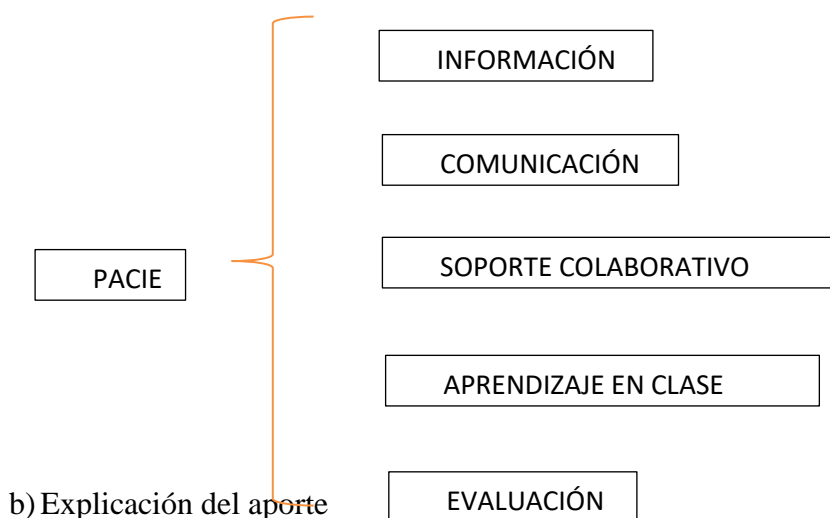 INFORMACIÓN
COMUNICACIÓN
SOPORTE COLABORATIVO
PACIE
APRENDIZAJE EN CLASE
EVALUACIÓN
b) Explicación del aporte